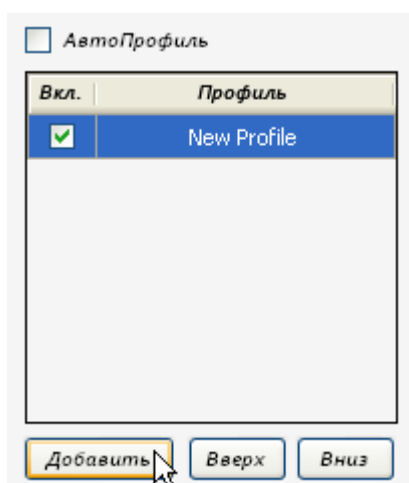 АвтоПрофиль
Вкл. Профиль
New Profile
Добавить Вверх Вниз